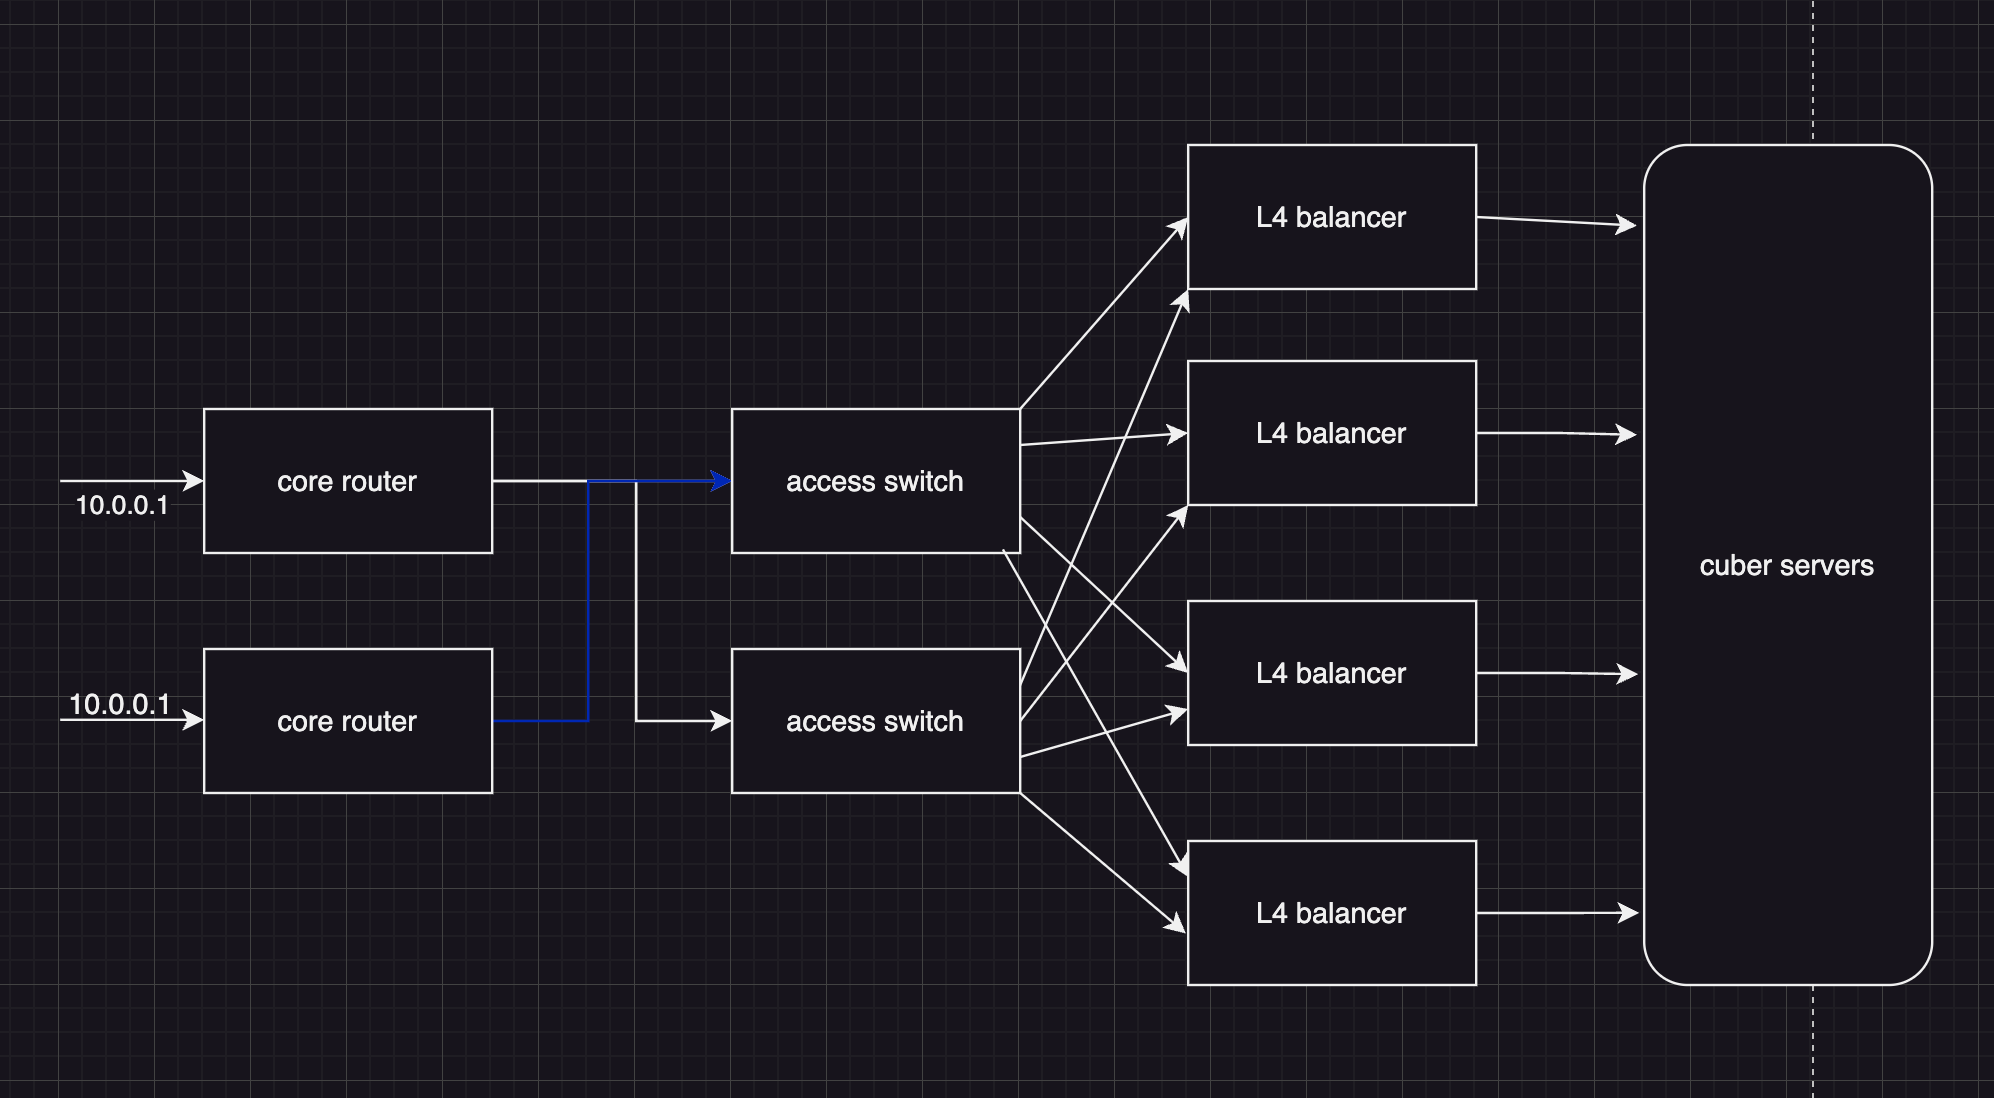 L4 balancer
L4 balancer
core router
access switch
10.0.0.1
cuber servers
L4 balancer
10.0.0.1
core router
access switch
L4 balancer